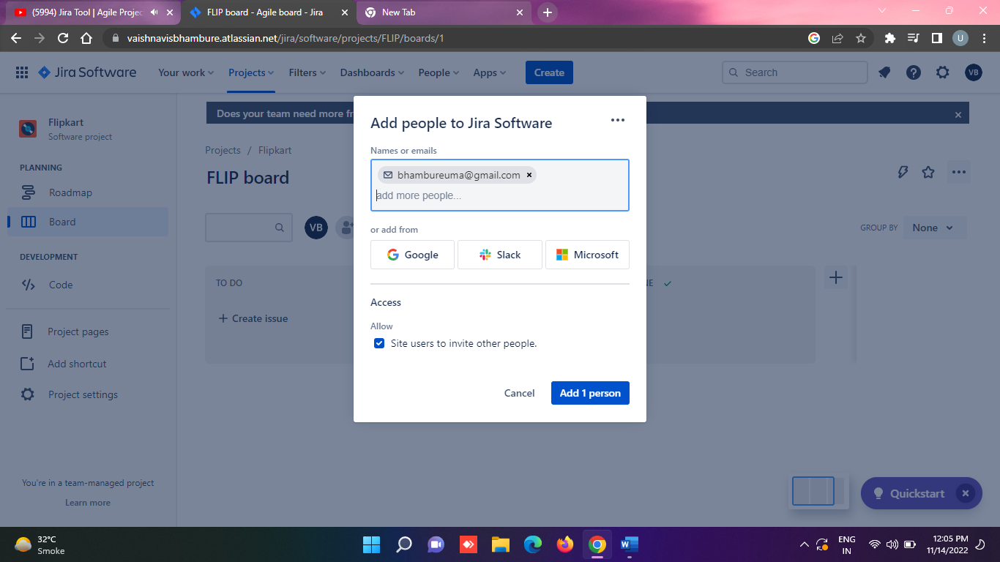 (5994) Jira Tool | Agile Projec
FLIP board - Agile board - Jira
New Tab
vaishnavisbhambure.atlassian.net/jira/software/projects/FLIP/boards/1
U
Jira Software
Your work
Projects
Filters
Dashboards
People
Apps
Create
Search
VB
Does your team need more fr
Flipkart
Software project
PLANNING
Roadmap
Board
DEVELOPMENT
Code
Project pages
Add shortcut
Project settings
You're in a team-managed project
Learn more
Projects / Flipkart
FLIP board
VB
GROUP BY
None
TO DO
NE
+ Create issue
Add people to Jira Software
Names or emails
bhambureuma@gmail.com
add more people...
or add from
Google
Slack
Microsoft
Access
Allow
Site users to invite other people.
Cancel
Add 1 person
Quickstart
32°C
Smoke
ENG
IN
12:05 PM
11/14/2022